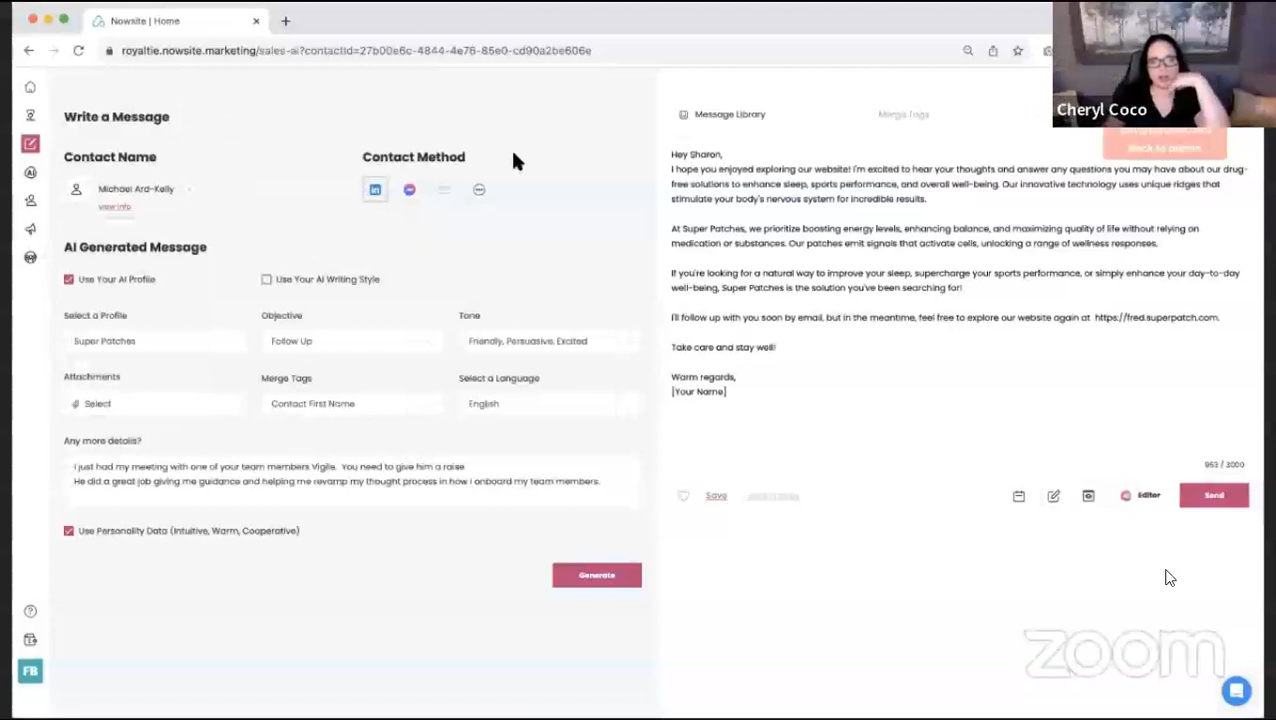 Nowsite | Home
royaltie.nowsite.marketing/sales-ai?contactId=27b00e6c-4844-4e76-85e0-cd90a2be606e
Cheryl Coco
Write a Message
Contact Name
Contact Method
Michael Ard-Kelly
view info
AI Generated Message
Use Your AI Profile
Use Your AI Writing Style
Select a Profile
Objective
Tone
Super Patches
Follow Up
Friendly, Persuasive, Excited
Attachments
Merge Tags
Select a Language
Select
Contact First Name
English
Any more details?
I just had my meeting with one of your team members Vigile. You need to give him a raise
He did a great job giving me guidance and helping me revamp my thought process in how I onboard my team members.
Use Personality Data (Intuitive, Warm, Cooperative)
Generate
Message Library
Merge Tags
Back to admin
Hey Sharon,
I hope you enjoyed exploring our website! I'm excited to hear your thoughts and answer any questions you may have about our drug-
free solutions to enhance sleep, sports performance, and overall well-being. Our innovative technology uses unique ridges that
stimulate your body's nervous system for incredible results.
At Super Patches, we prioritize boosting energy levels, enhancing balance, and maximizing quality of life without relying on
medication or substances. Our patches emit signals that activate cells, unlocking a range of wellness responses.
If you're looking for a natural way to improve your sleep, supercharge your sports performance, or simply enhance your day-to-day
well-being, Super Patches is the solution you've been searching for!
I'll follow up with you soon by email, but in the meantime, feel free to explore our website again at https://fred.superpatch.com.
Take care and stay well!
Warm regards,
[Your Name]
953 / 3000
Save
Editor
Send
FB
zoom